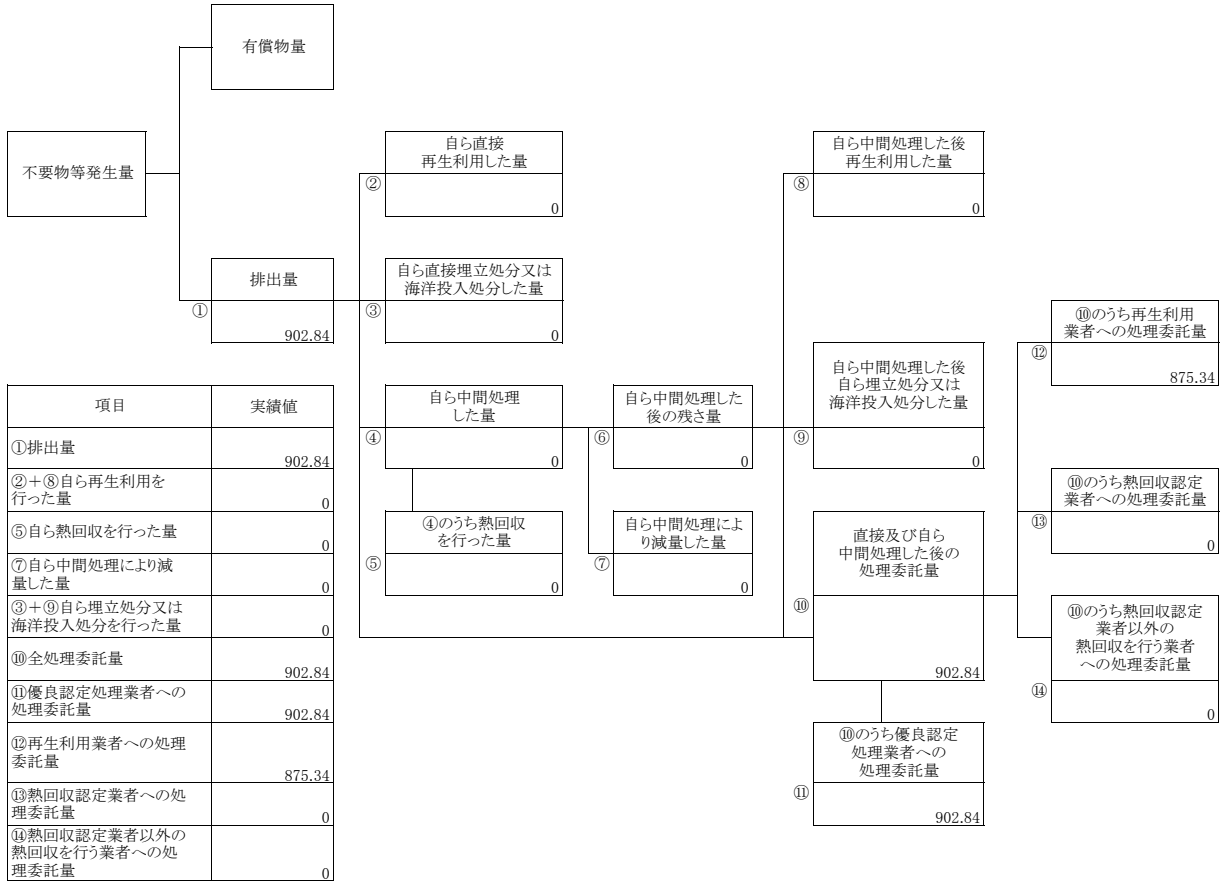 有償物量
不要物等発生量
自ら直接
再生利用した量
②
0
自ら中間処理した後
再生利用した量
⑧
0
排出量
①
902.84
自ら直接埋立処分又は
海洋投入処分した量
③
0
⑩のうち再生利用
業者への処理委託量
⑫
875.34
自ら中間処理
した量
④
0
自ら中間処理した
後の残さ量
⑥
0
自ら中間処理した後
自ら埋立処分又は
海洋投入処分した量
⑨
0
⑩のうち熱回収認定
業者への処理委託量
⑬
0
④のうち熱回収
を行った量
⑤
0
自ら中間処理によ
り減量した量
⑦
0
直接及び自ら
中間処理した後の
処理委託量
⑩
902.84
⑩のうち熱回収認定
業者以外の
熱回収を行う業者
への処理委託量
⑭
0
⑩のうち優良認定
処理業者への
処理委託量
⑪
902.84
項目
実績値
①排出量
902.84
②＋⑧自ら再生利用を
行った量
0
⑤自ら熱回収を行った量
0
⑦自ら中間処理により減
量した量
0
③＋⑨自ら埋立処分又は
海洋投入処分を行った量
0
⑩全処理委託量
902.84
⑪優良認定処理業者への
処理委託量
902.84
⑫再生利用業者への処理
委託量
875.34
⑬熱回収認定業者への処
理委託量
0
⑭熱回収認定業者以外の
熱回収を行う業者への処
理委託量
0